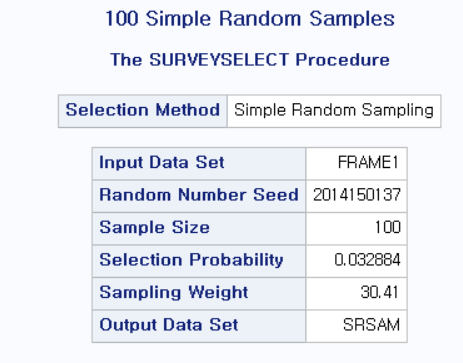 100 Simple Random Samples
The SURVEYSELECT Procedure
Selection Method Simple Random Sampling
Input Data Set FRAME1
Random Number Seed 2014150137
Sample Size 100
Selection Probability 0.032884
Sampling Weight 30.41
Output Data Set SRSAM